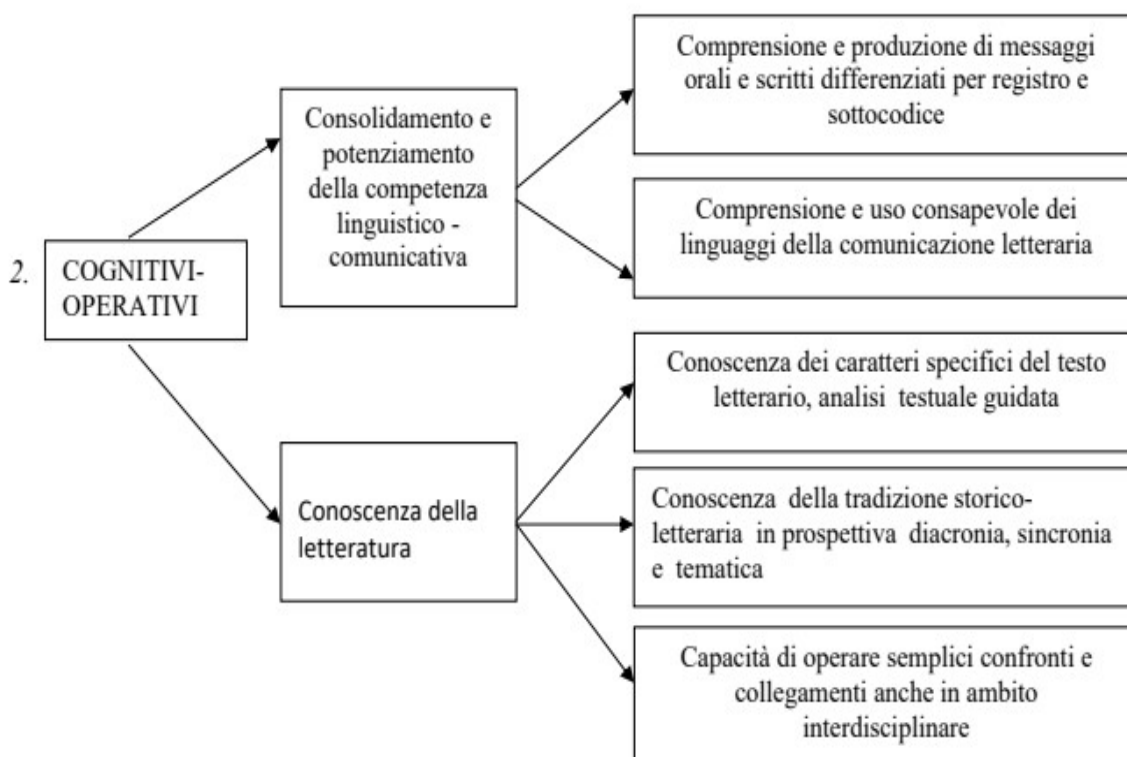 2.
COGNITIVI-
OPERATIVI
Consolidamento e
potenziamento
della competenza
linguistico -
comunicativa
Comprensione e produzione di messaggi
orali e scritti differenziati per registro e
sottocodice
Comprensione e uso consapevole dei
linguaggi della comunicazione letteraria
Conoscenza della
letteratura
Conoscenza dei caratteri specifici del testo
letterario, analisi testuale guidata
Conoscenza della tradizione storico-
letteraria in prospettiva diacronia, sincronia
e tematica
Capacità di operare semplici confronti e
collegamenti anche in ambito
interdisciplinare